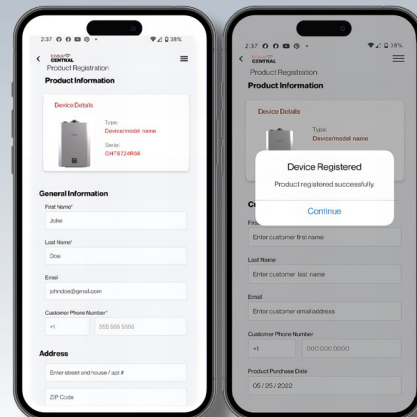 2:37
38%
CENTRAL
Product Registration
Product Information
Device Details
Type:
Device/model name
Serial:
General Information
First Name*
John
Last Name*
Doe
Email
johndoe@gmail.com
Customer Phone Number*
+1
555 555 5555
Address
Enter street and house / apt #
ZIP Code
2:37
38%
CENTRAL
Product Registration
Product Information
Device Details
Type:
Device/model name
Device Registered
Product registered successfully.
Continue
Enter customer first name
Last Name
Enter customer last name
Email
Enter customer email address
Customer Phone Number
+1
000 000 0000
Product Purchase Date
05 / 25 / 2022